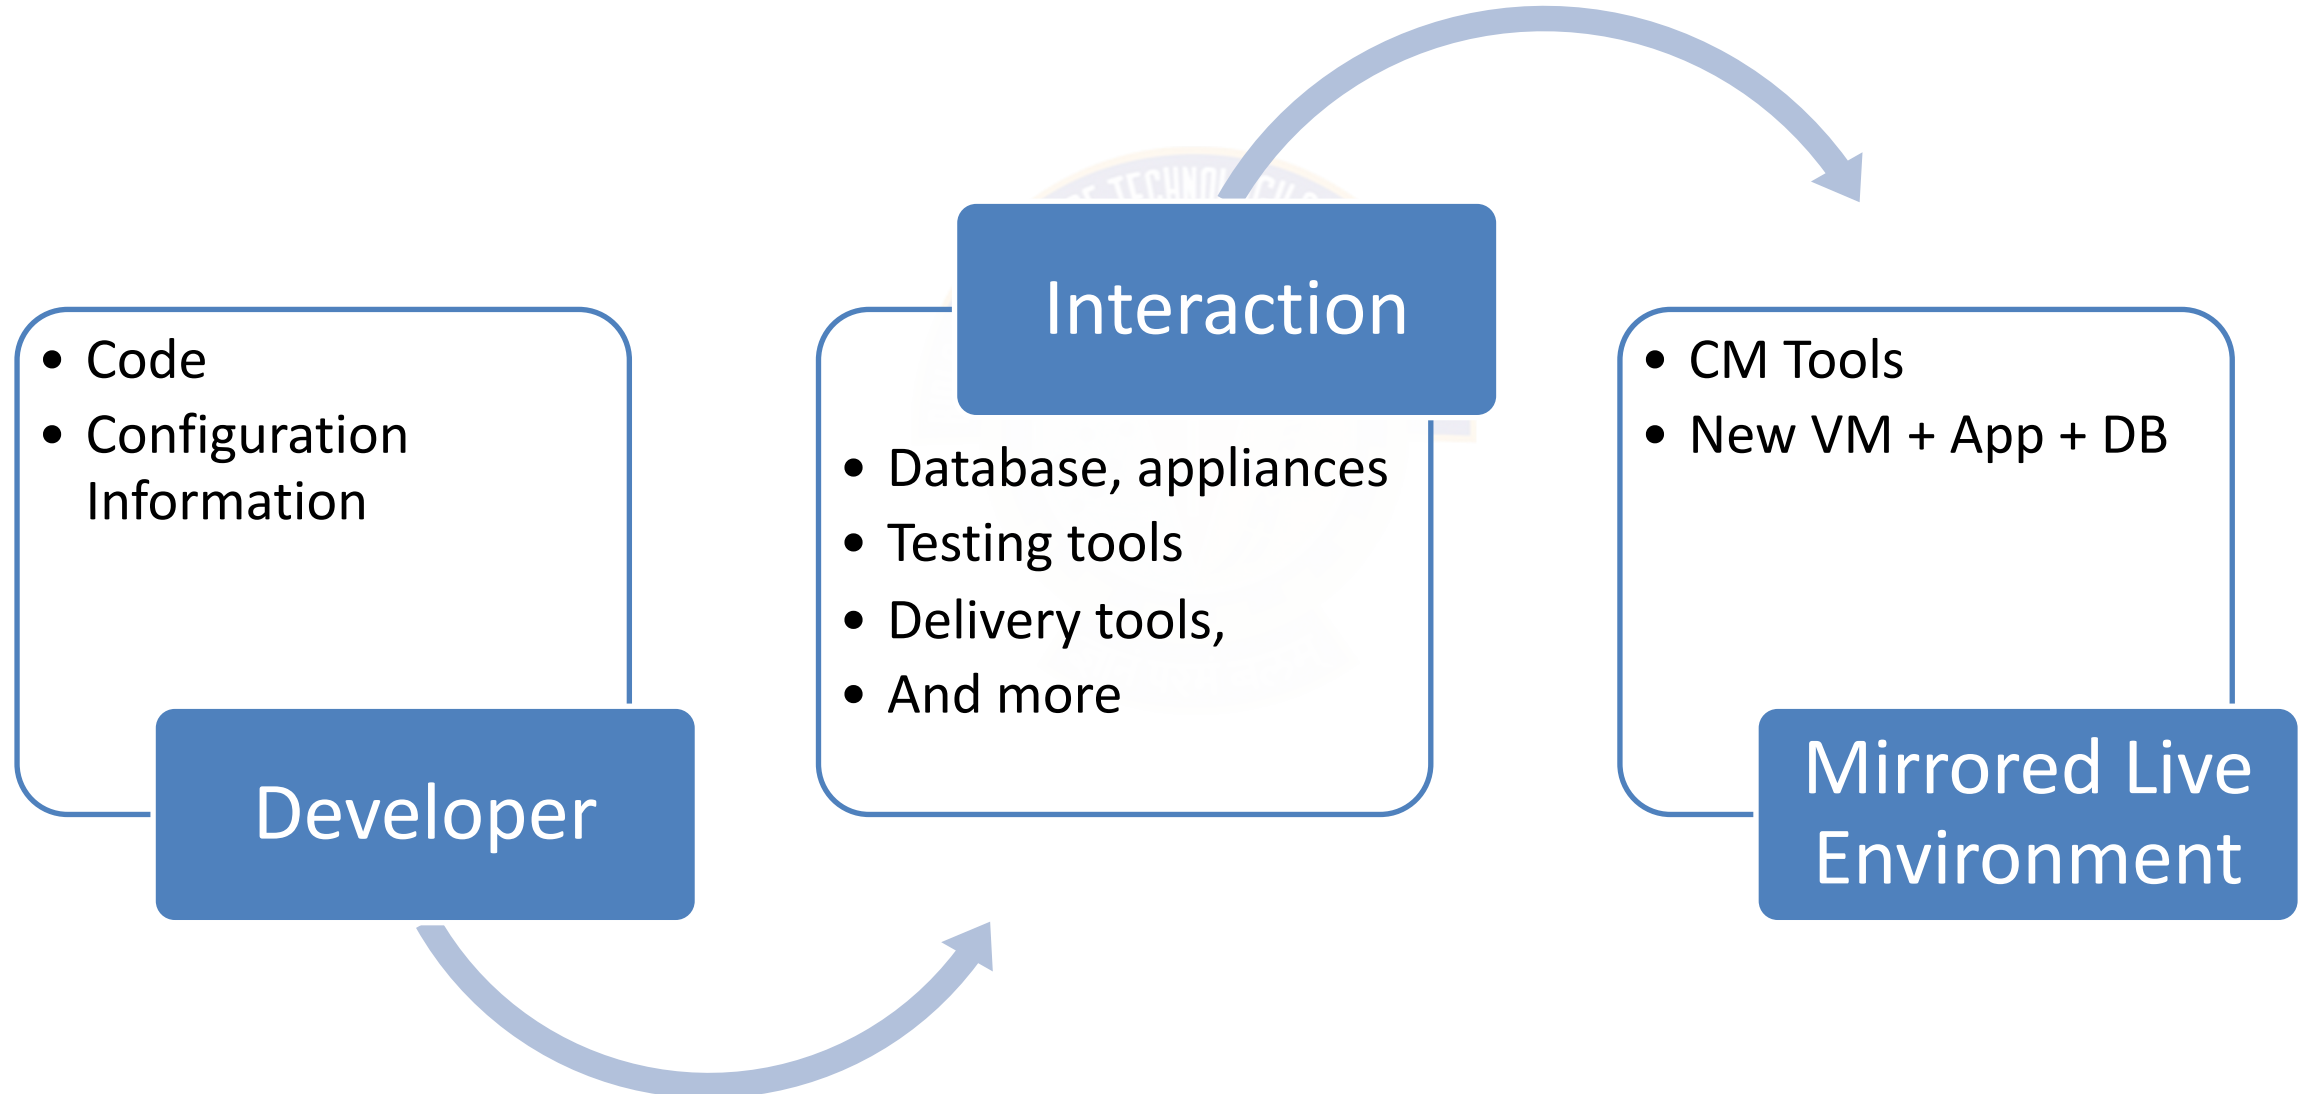 • Code
• Configuration
Information
Developer
Interaction
• Database, appliances
• Testing tools
• Delivery tools,
• And more
• CM Tools
• New VM + App + DB
Mirrored Live
Environment